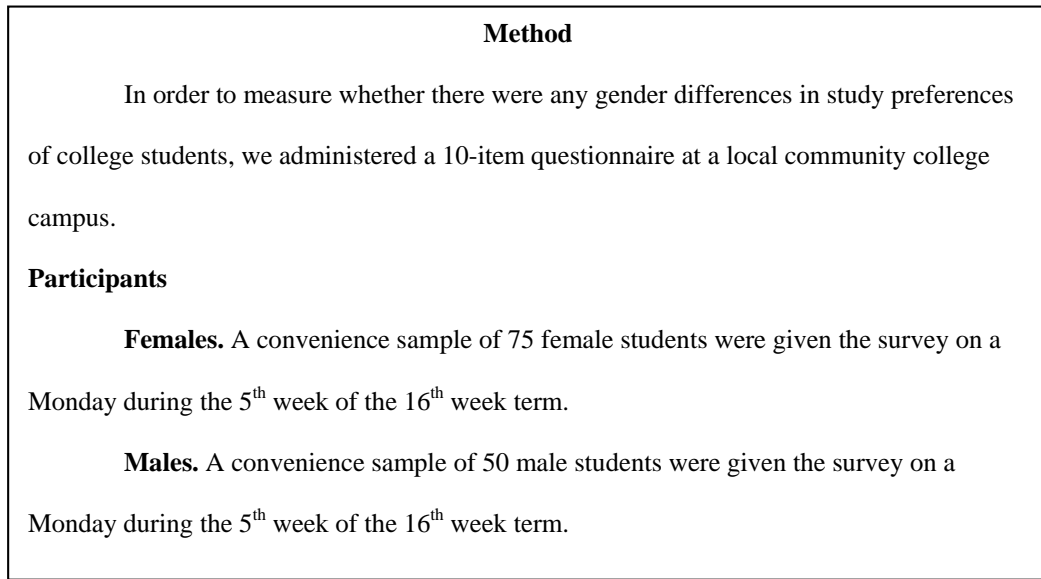 Method
In order to measure whether there were any gender differences in study preferences
of college students, we administered a 10-item questionnaire at a local community college
campus.
Participants
Females. A convenience sample of 75 female students were given the survey on a
Monday during the 5th week of the 16th week term.
Males. A convenience sample of 50 male students were given the survey on a
Monday during the 5th week of the 16th week term.